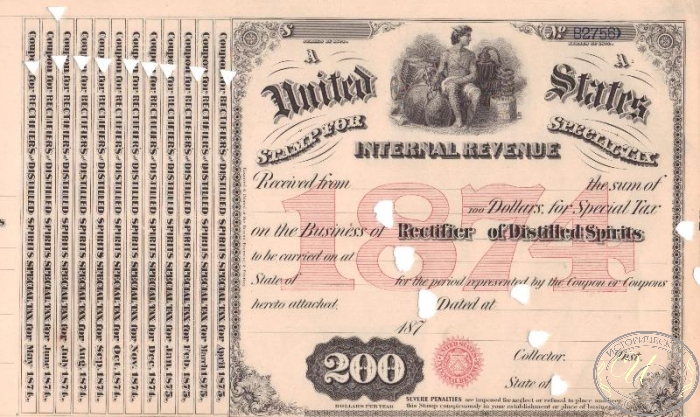 Coupon for RECTIFIERS of DISTILLED SPIRITS SPECIAL TAX for May 1874.
Coupon for RECTIFIERS of DISTILLED SPIRITS SPECIAL TAX for June 1874.
Coupon for RECTIFIERS of DISTILLED SPIRITS SPECIAL TAX for July 1874.
Coupon for RECTIFIERS of DISTILLED SPIRITS SPECIAL TAX for Aug. 1874.
Coupon for RECTIFIERS of DISTILLED SPIRITS SPECIAL TAX for Sep. 1874.
Coupon for RECTIFIERS of DISTILLED SPIRITS SPECIAL TAX for Oct. 1874.
Coupon for RECTIFIERS of DISTILLED SPIRITS SPECIAL TAX for Nov. 1874.
Coupon for RECTIFIERS of DISTILLED SPIRITS SPECIAL TAX for Dec. 1874.
Coupon for RECTIFIERS of DISTILLED SPIRITS SPECIAL TAX for Jan. 1875.
Coupon for RECTIFIERS of DISTILLED SPIRITS SPECIAL TAX for Feb. 1875.
Coupon for RECTIFIERS of DISTILLED SPIRITS SPECIAL TAX for March 1875.
Coupon for RECTIFIERS of DISTILLED SPIRITS SPECIAL TAX for April 1875.
$ No B2756
A A
United States
STAMP FOR SPECIAL TAX
INTERNAL REVENUE
1874
Received from the sum of
100 Dollars, for Special Tax
on the Business of Rectifier of Distilled Spirits
to be carried on at
State of for the period represented by the Coupon or Coupons
hereto attached. Dated at
187
200
DOLLARS PER YEAR
Collector. Dist.
State of
SEVERE PENALTIES are imposed for neglect or refusal to place and
this Stamp conspicuously in your establishment or place of business